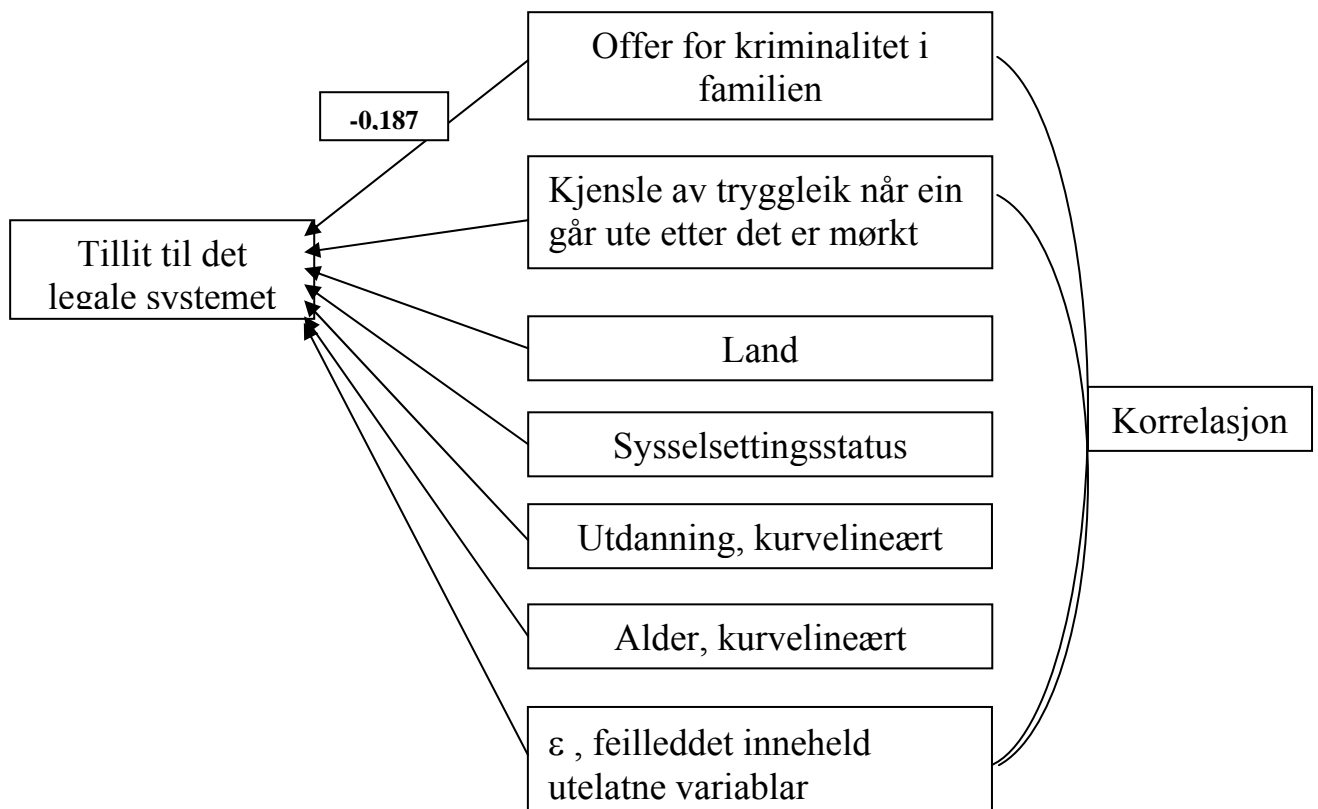 Offer for kriminalitet i
familien
-0,187
Kjensle av tryggleik når ein
går ute etter det er mørkt
Tillit til det
legale systemet
Land
Korrelasjon
Sysselsettingsstatus
Utdanning, kurvelineært
Alder, kurvelineært
ε , feilleddet inneheld
utelatne variablar